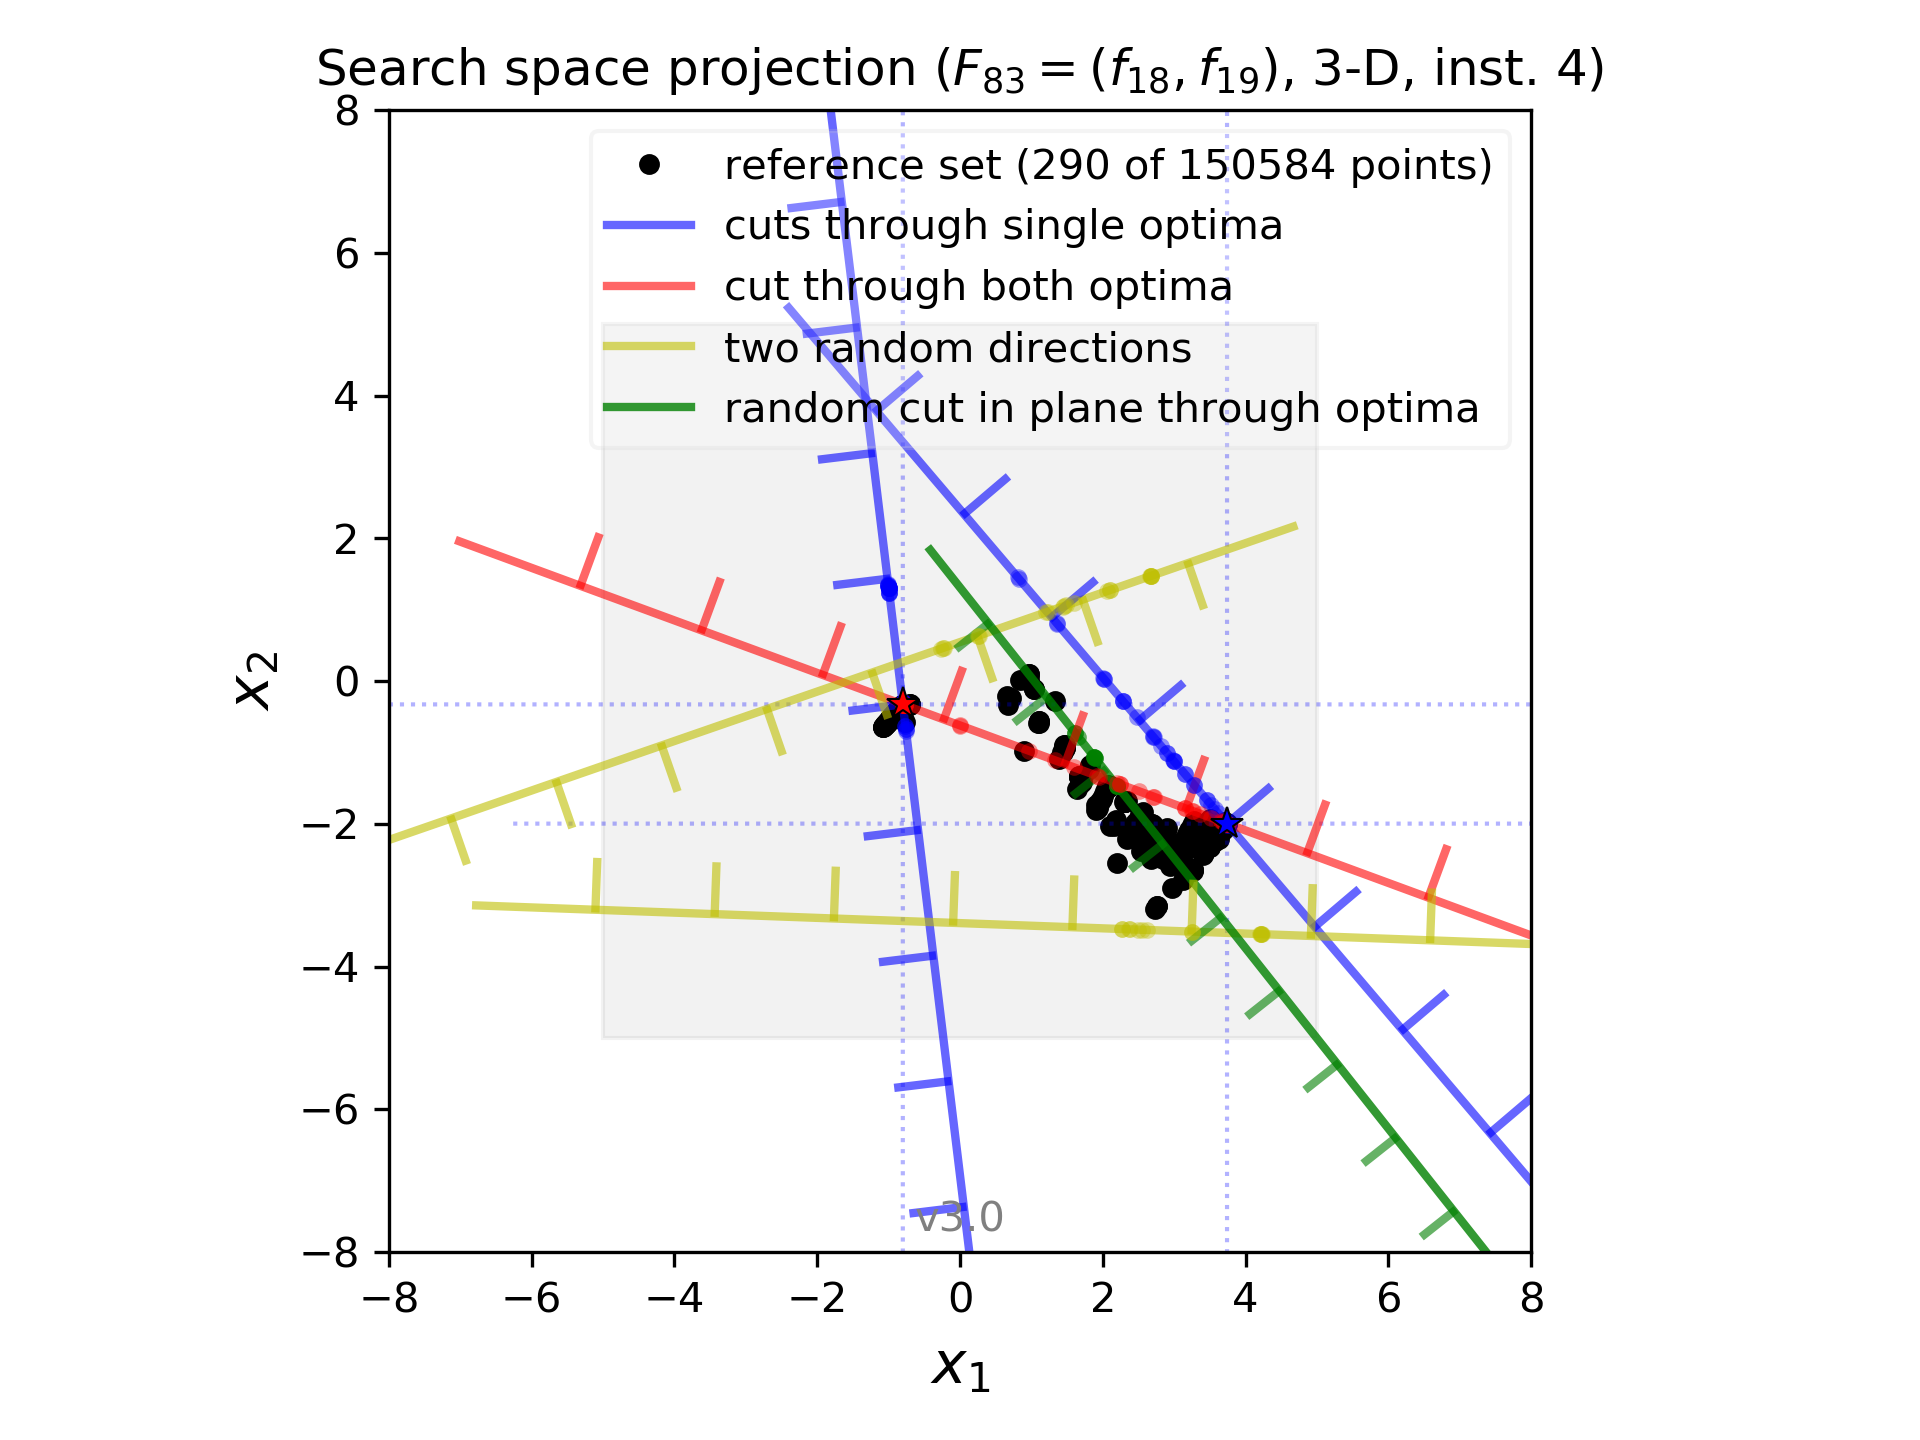 Search space projection (F83 = (f18, f19), 3-D, inst. 4)
reference set (290 of 150584 points)
cuts through single optima
cut through both optima
two random directions
random cut in plane through optima
8
6
4
2
0
−2
−4
−6
−8
x2
v3.0
−8 −6 −4 −2 0 2 4 6 8
x1